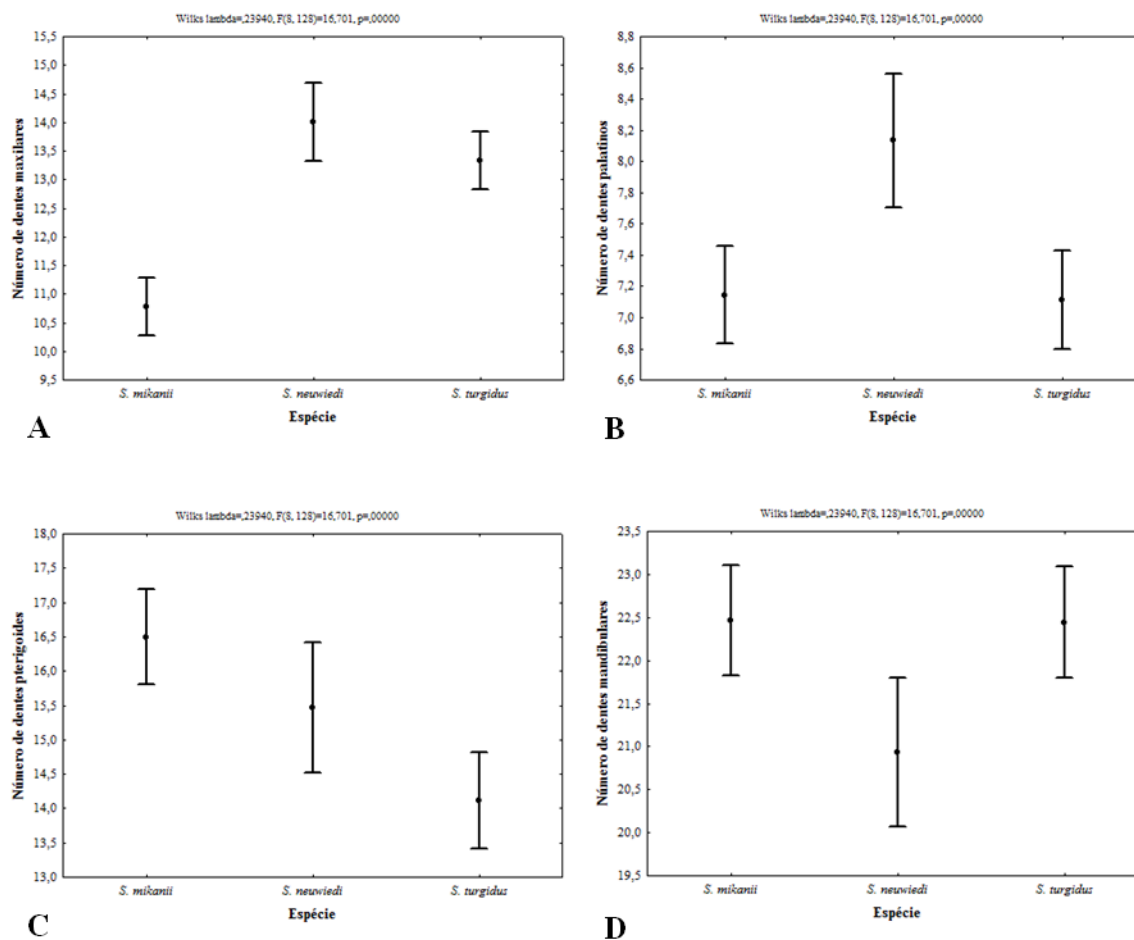 Wilks lambda=,23940, F(8, 128)=16,701, p=,00000
15,5
15,0
14,5
14,0
13,5
13,0
12,5
12,0
11,5
11,0
10,5
10,0
9,5
Número de dentes maxilares
S. mikanii S. neuwiedi S. turgidus
Espécie
A
Wilks lambda=,23940, F(8, 128)=16,701, p=,00000
8,8
8,6
8,4
8,2
8,0
7,8
7,6
7,4
7,2
7,0
6,8
6,6
Número de dentes palatinos
S. mikanii S. neuwiedi S. turgidus
Espécie
B
Wilks lambda=,23940, F(8, 128)=16,701, p=,00000
18,0
17,5
17,0
16,5
16,0
15,5
15,0
14,5
14,0
13,5
13,0
Número de dentes pterigoides
S. mikanii S. neuwiedi S. turgidus
Espécie
C
Wilks lambda=,23940, F(8, 128)=16,701, p=,00000
23,5
23,0
22,5
22,0
21,5
21,0
20,5
20,0
19,5
Número de dentes mandibulares
S. mikanii S. neuwiedi S. turgidus
Espécie
D